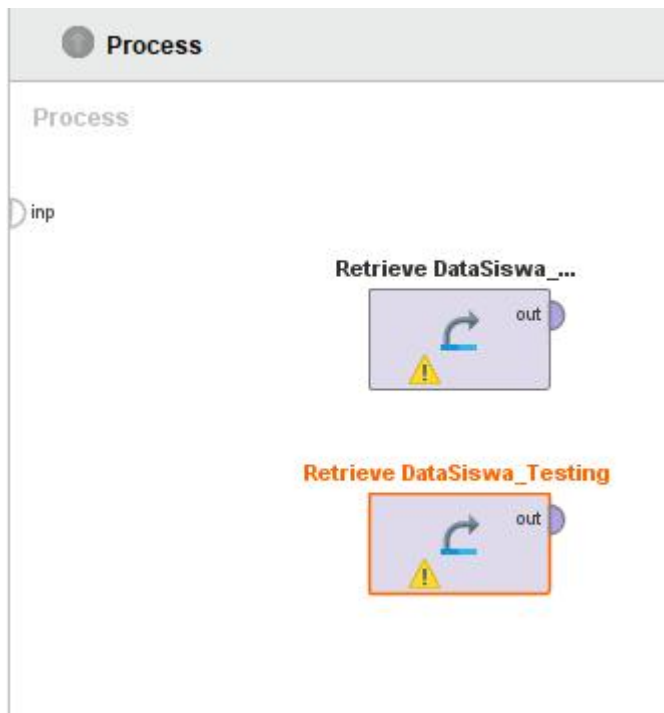 Process
Process
inp
Retrieve DataSiswa_...
out
Retrieve DataSiswa_Testing
out